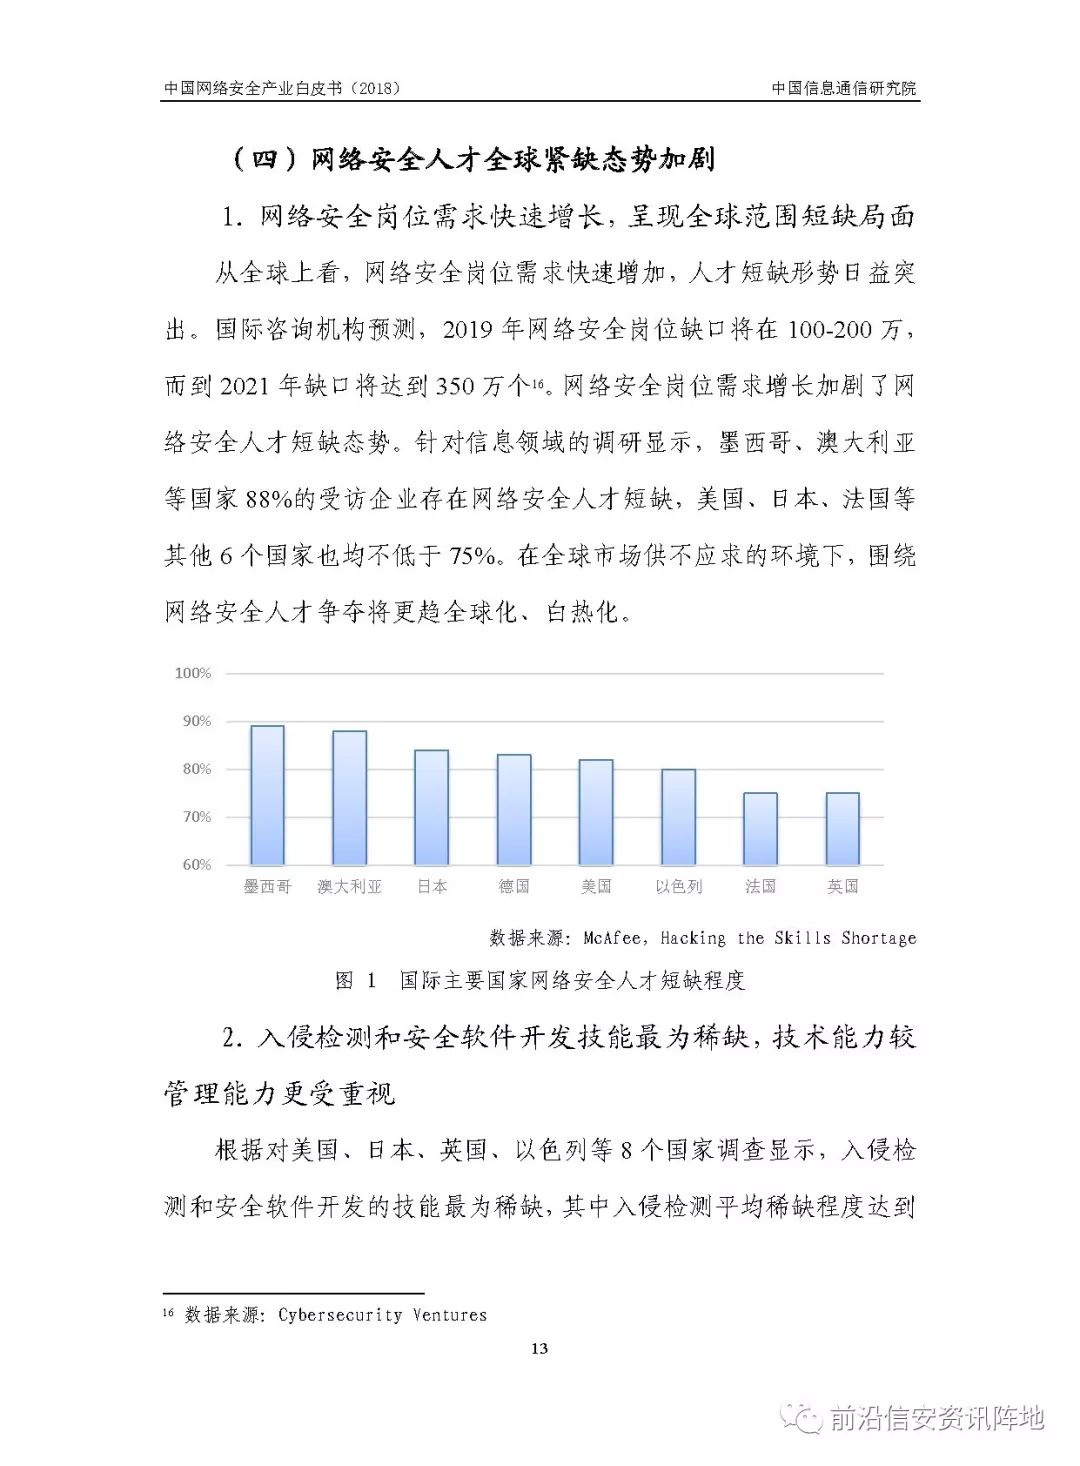 中国网络安全产业白皮书（2018） 中国信息通信研究院
（四）网络安全人才全球紧缺态势加剧
1. 网络安全岗位需求快速增长，呈现全球范围短缺局面
从全球上看，网络安全岗位需求快速增加，人才短缺形势日益突
出。国际咨询机构预测，2019 年网络安全岗位缺口将在 100-200 万，
而到 2021 年缺口将达到 350 万个16。网络安全岗位需求增长加剧了网
络安全人才短缺态势。针对信息领域的调研显示，墨西哥、澳大利亚
等国家 88%的受访企业存在网络安全人才短缺，美国、日本、法国等
其他 6 个国家也均不低于 75%。在全球市场供不应求的环境下，围绕
网络安全人才争夺将更趋全球化、白热化。
100%
90%
80%
70%
60%
墨西哥 澳大利亚 日本 德国 美国 以色列 法国 英国
数据来源：McAfee，Hacking the Skills Shortage
图 1 国际主要国家网络安全人才短缺程度
2. 入侵检测和安全软件开发技能最为稀缺，技术能力较
管理能力更受重视
根据对美国、日本、英国、以色列等 8 个国家调查显示，入侵检
测和安全软件开发的技能最为稀缺，其中入侵检测平均稀缺程度达到
16 数据来源：Cybersecurity Ventures
13
前沿信安资讯阵地